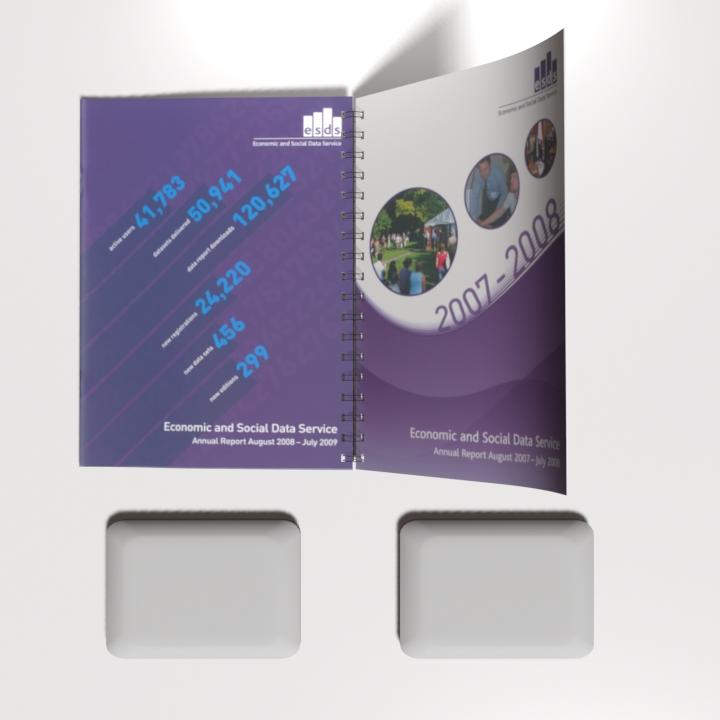 esds
Economic and Social Data Service
active users 41,783
datasets delivered 50,941
data report downloads 120,627
new registrations 24,220
new data sets 456
new editions 299
Economic and Social Data Service
Annual Report August 2008 – July 2009
esds
Economic and Social Data Service
2007 - 2008
Economic and Social Data Service
Annual Report August 2007 – July 2008